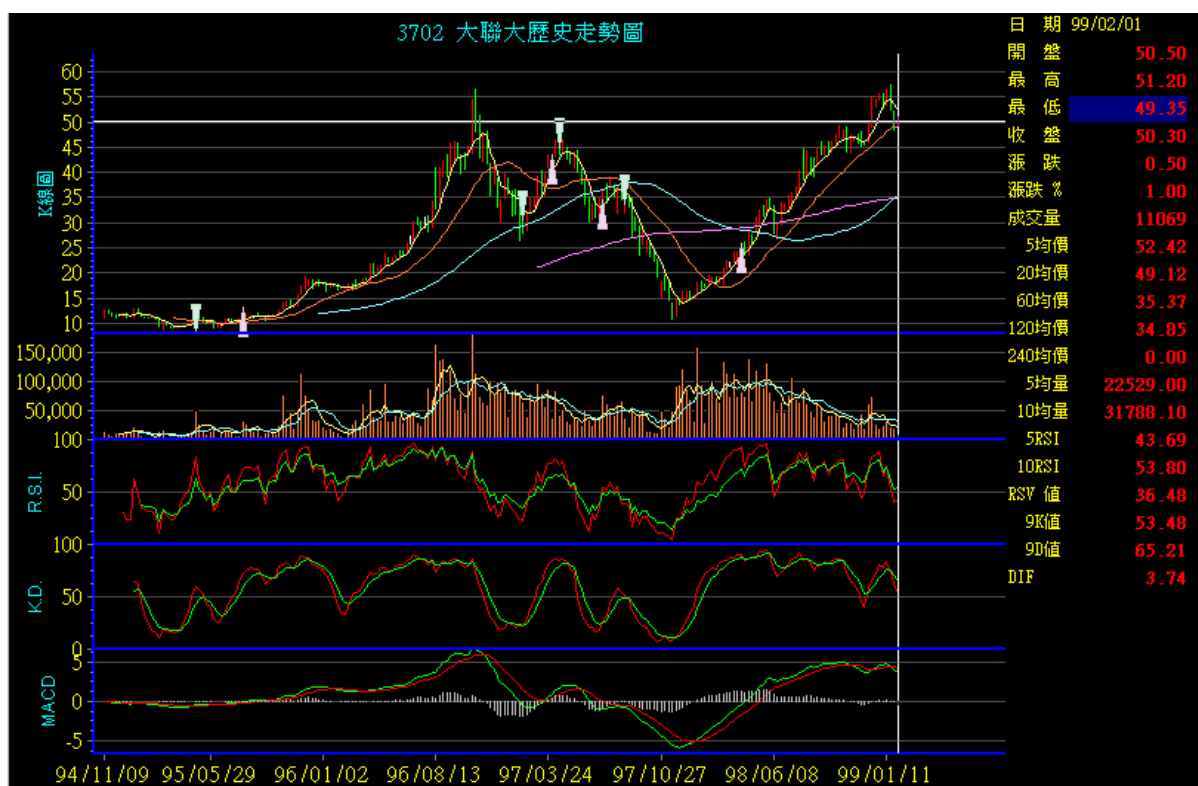 3702 大聯大歷史走勢圖
K線圖
60
55
50
45
40
35
30
25
20
15
10
150,000
100,000
50,000
R.S.I.
100
50
K.D.
100
50
0
MACD
5
0
-5
94/11/09 95/05/29 96/01/02 96/08/13 97/03/24 97/10/27 98/06/08 99/01/11
日 期 99/02/01
開 盤 50.50
最 高 51.20
最 低 49.35
收 盤 50.30
漲 跌 0.50
漲跌 % 1.00
成交量 11069
5均價 52.42
20均價 49.12
60均價 35.37
120均價 34.85
240均價 0.00
5均量 22529.00
10均量 31788.10
5RSI 43.69
10RSI 53.80
RSV 值 36.48
9K值 53.48
9D值 65.21
DIF 3.74